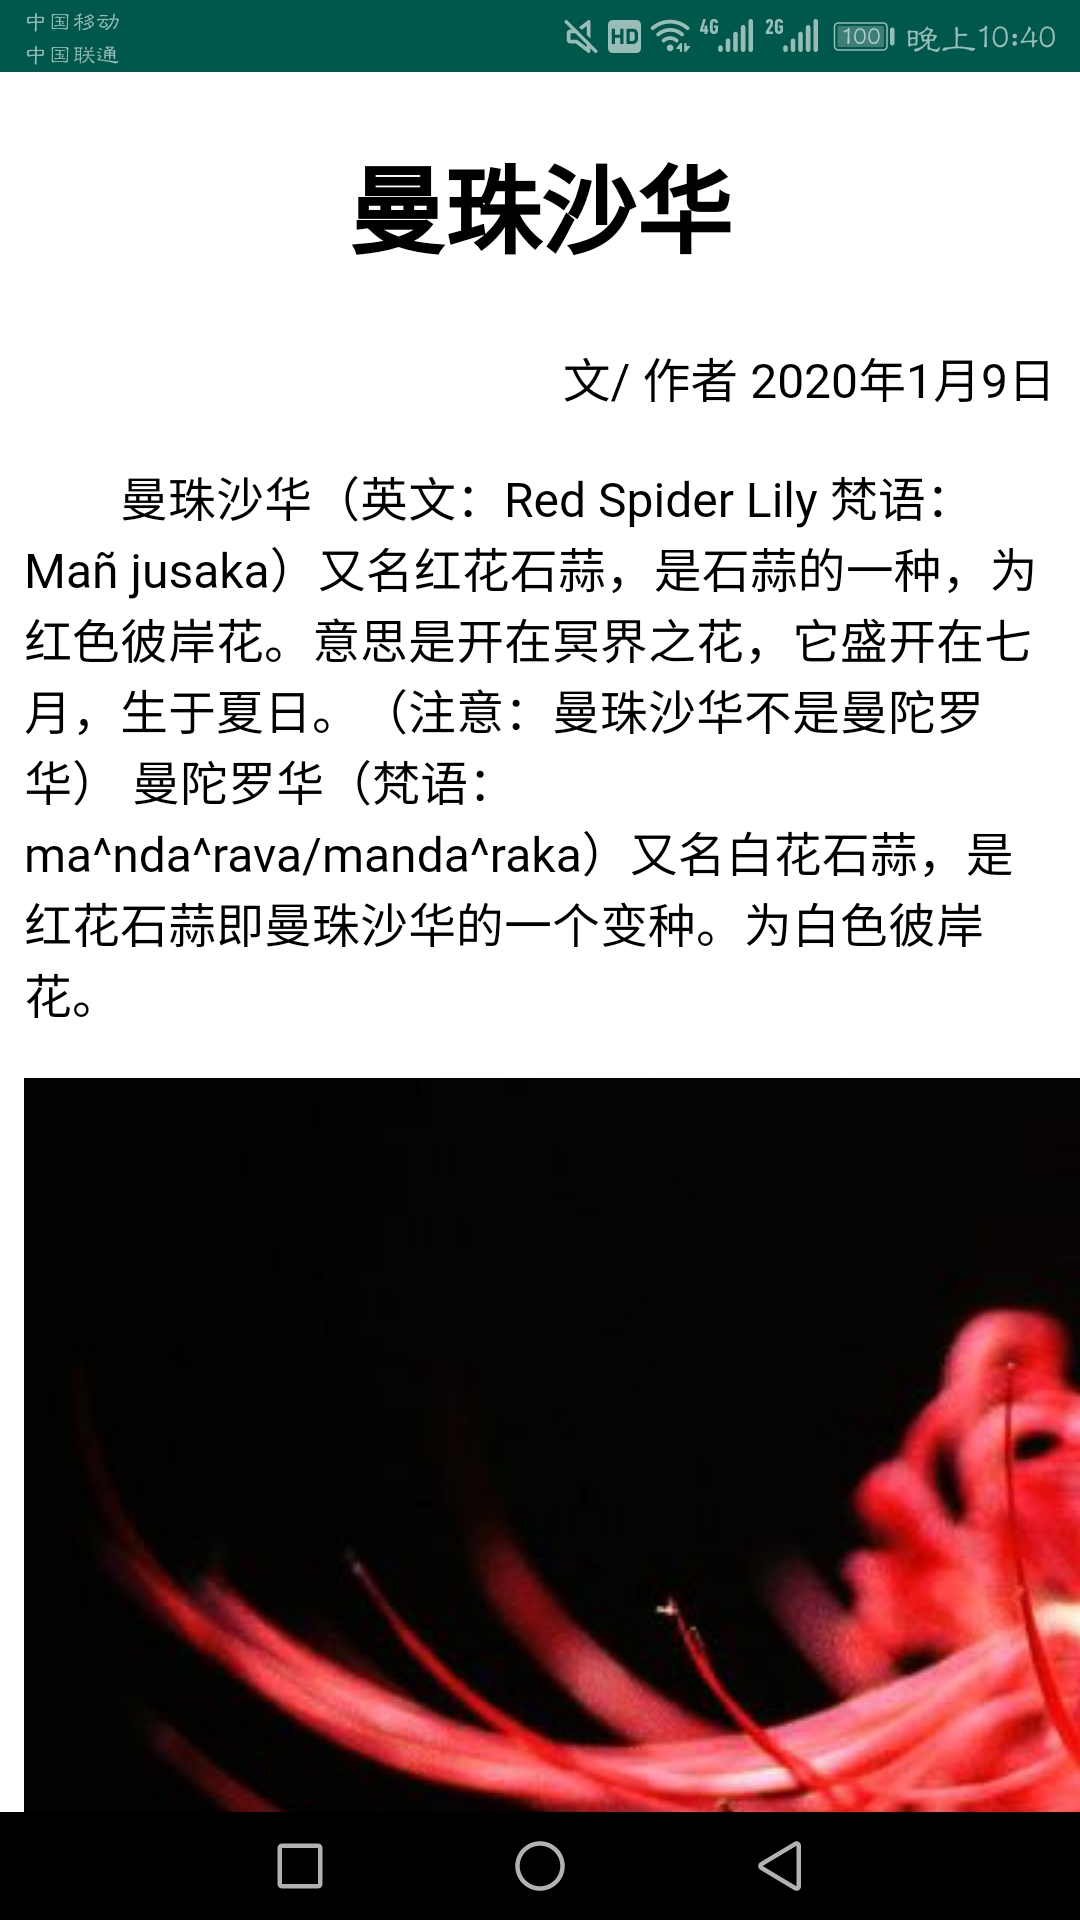 中国移动
中国联通
HD 4G 2G 100 晚上10:40
曼珠沙华
文/ 作者 2020年1月9日
曼珠沙华（英文：Red Spider Lily 梵语：
Mañ jusaka）又名红花石蒜，是石蒜的一种，为
红色彼岸花。意思是开在冥界之花，它盛开在七
月，生于夏日。（注意：曼珠沙华不是曼陀罗
华） 曼陀罗华（梵语：
ma^nda^rava/manda^raka）又名白花石蒜，是
红花石蒜即曼珠沙华的一个变种。为白色彼岸
花。